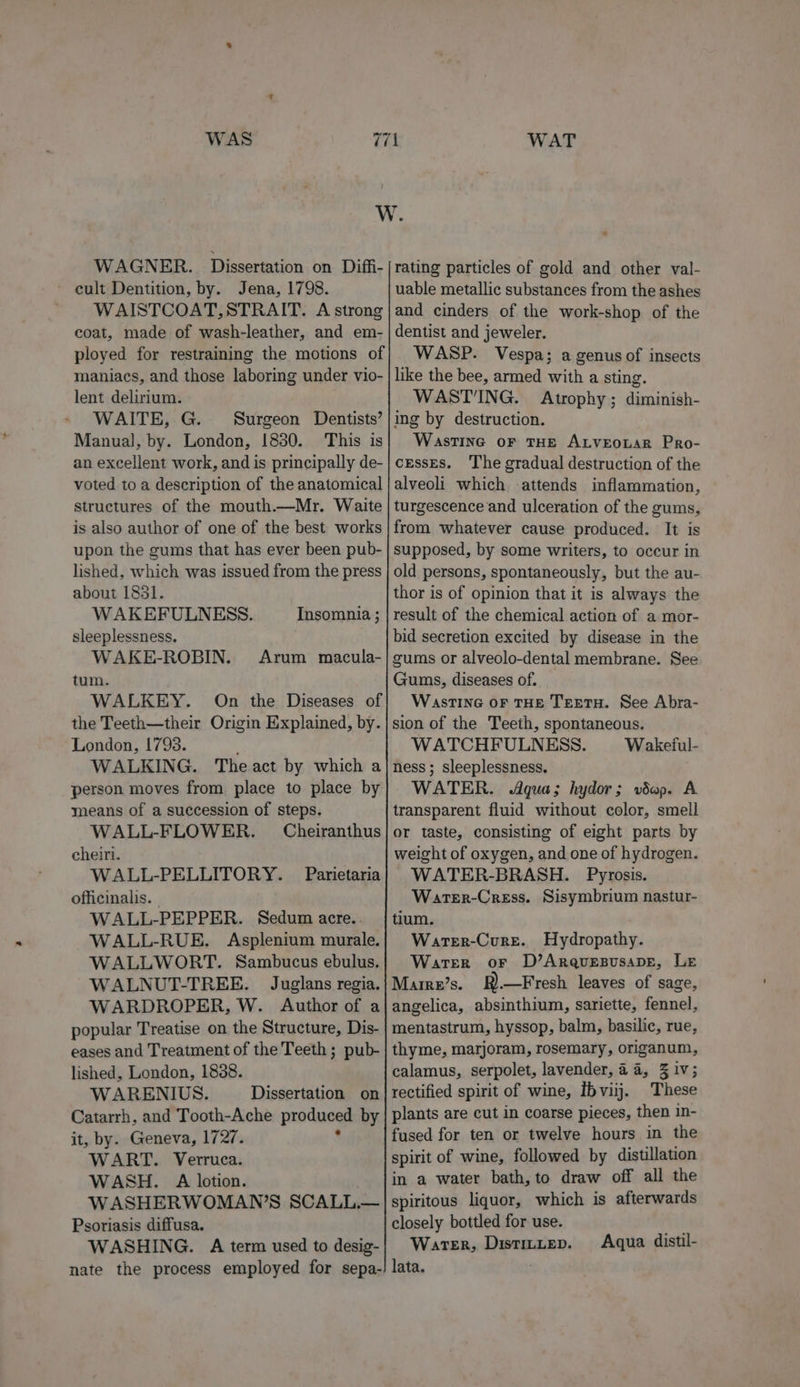 WAS 771 WAT
W.
WAGNER. Dissertation on Diffi-
cult Dentition, by. Jena, 1798.
WAISTCOAT, STRAIT. A strong
coat, made of wash-leather, and em-
ployed for restraining the motions of
maniacs, and those laboring under vio-
lent delirium.
WAITE, G. Surgeon Dentists'
Manual, by. London, 1830. This is
an excellent work, and is principally de-
voted to a description of the anatomical
structures of the mouth.—Mr. Waite
is also author of one of the best works
upon the gums that has ever been pub-
lished, which was issued from the press
about 1831.
WAKEFULNESS. Insomnia;
sleeplessness.
WAKE-ROBIN. Arum macula-
tum.
WALKEY. On the Diseases of
the Teeth—their Origin Explained, by.
London, 1793.
WALKING. The act by which a
person moves from place to place by
means of a succession of steps.
WALL-FLOWER. Cheiranthus
cheiri.
WALL-PELLITORY. Parietaria
officinalis.
WALL-PEPPER. Sedum acre.
WALL-RUE. Asplenium murale.
WALLWORT. Sambucus ebulus.
WALNUT-TREE. Juglans regia.
WARDROPER, W. Author of a
popular Treatise on the Structure, Dis-
eases and Treatment of the Teeth; pub-
lished, London, 1838.
WARENIUS. Dissertation on
Catarrh, and Tooth-Ache produced by
it, by. Geneva, 1727.
WART. Verruca.
WASH. A lotion.
WASHERWOMAN'S SCALL.—
Psoriasis diffusa.
WASHING. A term used to desig-
nate the process employed for sepa-
rating particles of gold and other val-
uable metallic substances from the ashes
and cinders of the work-shop of the
dentist and jeweler.
WASP. Vespa; a genus of insects
like the bee, armed with a sting.
WASTING. Atrophy; diminish-
ing by destruction.
WASTING OF THE ALVEOLAR PRO-
CESSES. The gradual destruction of the
alveoli which attends inflammation,
turgescence and ulceration of the gums,
from whatever cause produced. It is
supposed, by some writers, to occur in
old persons, spontaneously, but the au-
thor is of opinion that it is always the
result of the chemical action of a mor-
bid secretion excited by disease in the
gums or alveolo-dental membrane. See
Gums, diseases of.
WASTING OF THE TEETH. See Abra-
sion of the Teeth, spontaneous.
WATCHFULNESS. Wakeful-
ness; sleeplessness.
WATER. Aqua; hydor; υδωρ. A
transparent fluid without color, smell
or taste, consisting of eight parts by
weight of oxygen, and one of hydrogen.
WATER-BRASH. Pyrosis.
WATER-CRESS. Sisymbrium nastur-
tium.
WATER-CURE. Hydropathy.
WATER OF D'ARQUEBUSADE, LE
MAIRE'S. ℞.—Fresh leaves of sage,
angelica, absinthium, sariette, fennel,
mentastrum, hyssop, balm, basilic, rue,
thyme, marjoram, rosemary, origanum,
calamus, serpolet, lavender, a a, ℥iv;
rectified spirit of wine, ℔viij. These
plants are cut in coarse pieces, then in-
fused for ten or twelve hours in the
spirit of wine, followed by distillation
in a water bath, to draw off all the
spiritous liquor, which is afterwards
closely bottled for use.
WATER, DISTILLED. Aqua distil-
lata.